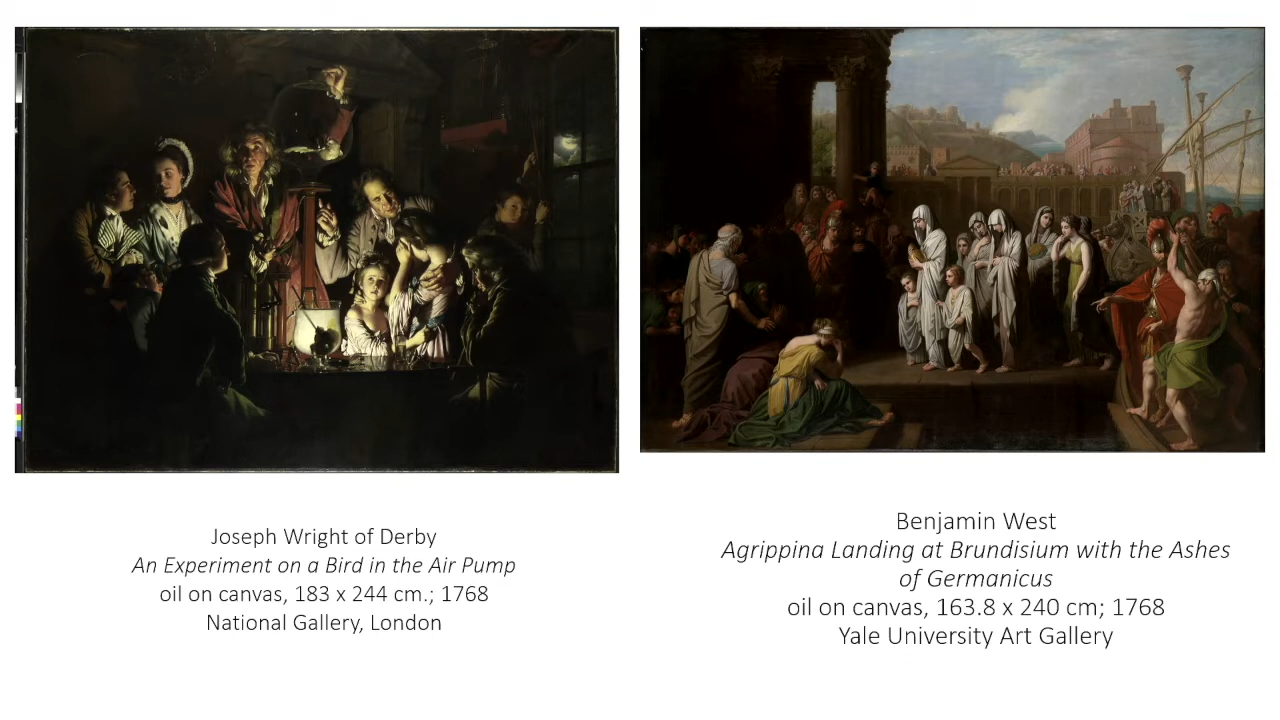 Joseph Wright of Derby
An Experiment on a Bird in the Air Pump
oil on canvas, 183 x 244 cm.; 1768
National Gallery, London
Benjamin West
Agrippina Landing at Brundisium with the Ashes
of Germanicus
oil on canvas, 163.8 x 240 cm; 1768
Yale University Art Gallery